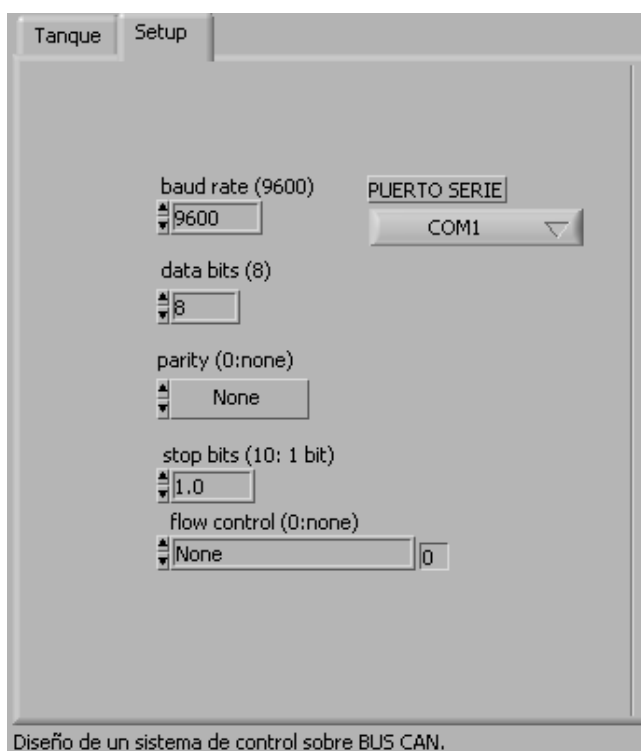 Tanque Setup
baud rate (9600) PUERTO SERIE
9600 COM1
data bits (8)
8
parity (0:none)
None
stop bits (10: 1 bit)
1.0
flow control (0:none)
None 0
Diseño de un sistema de control sobre BUS CAN.